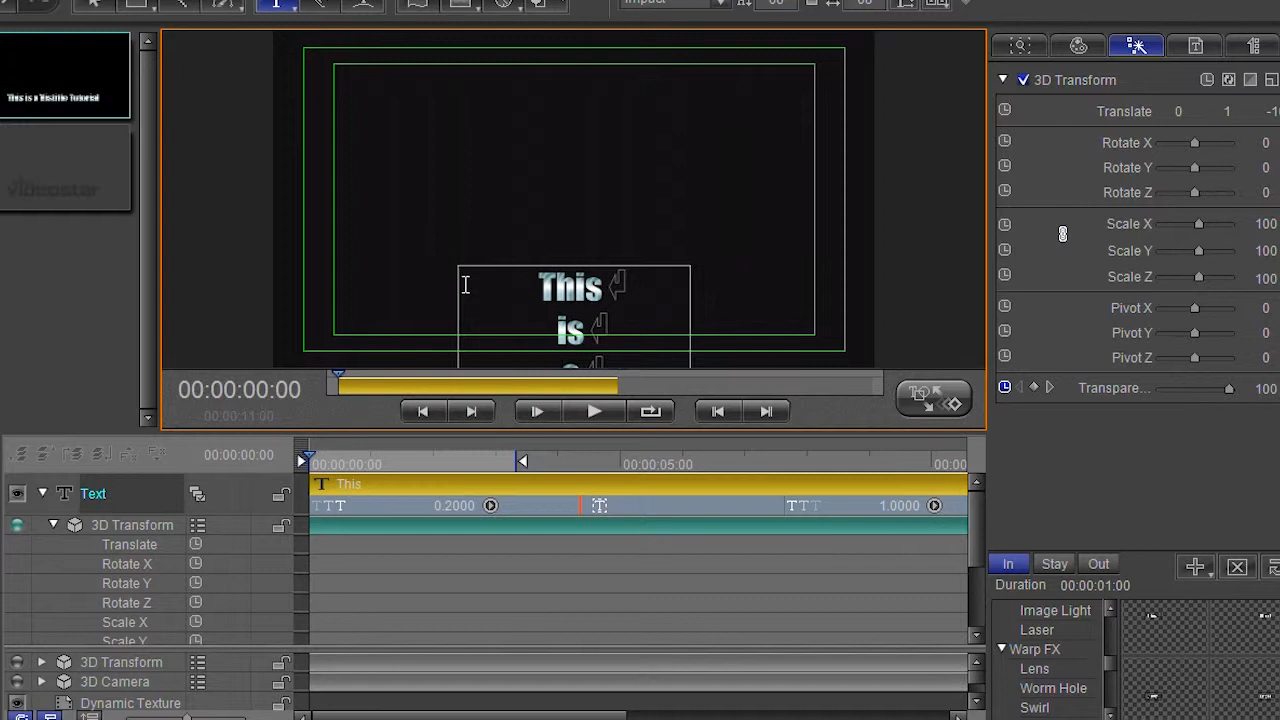 Impact
This is a Vistitle Tutorial
videostar
This
is
3D Transform
Translate 0 1
Rotate X 0
Rotate Y 0
Rotate Z 0
Scale X 100
Scale Y 100
Scale Z 100
Pivot X 0
Pivot Y 0
Pivot Z 0
Transpare... 100
00:00:00:00
00:00:11:00
00:00:00:00
00:00:00:00 00:00:05:00 00:00
Text
T This
TTT 0.2000 T TTT 1.0000
3D Transform
Translate
Rotate X
Rotate Y
Rotate Z
Scale X
Scale Y
3D Transform
3D Camera
Dynamic Texture
In Stay Out
Duration 00:00:01:00
Image Light
Laser
Warp FX
Lens
Worm Hole
Swirl